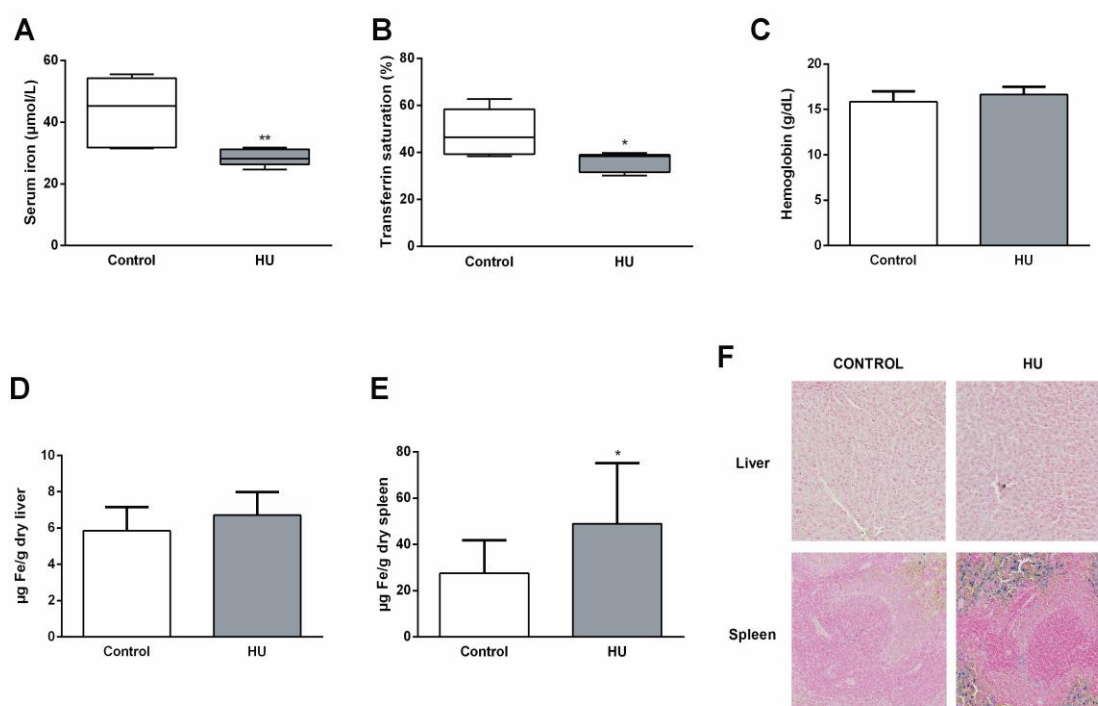 A
Serum iron (µmol/L)
60
40
20
0
**
Control
HU
B
Transferrin saturation (%)
80
60
40
20
0
*
Control
HU
C
Hemoglobin (g/dL)
20
15
10
5
0
Control
HU
D
µg Fe/g dry liver
10
8
6
4
2
0
Control
HU
E
µg Fe/g dry spleen
80
60
40
20
0
*
Control
HU
F
CONTROL
HU
Liver
Spleen